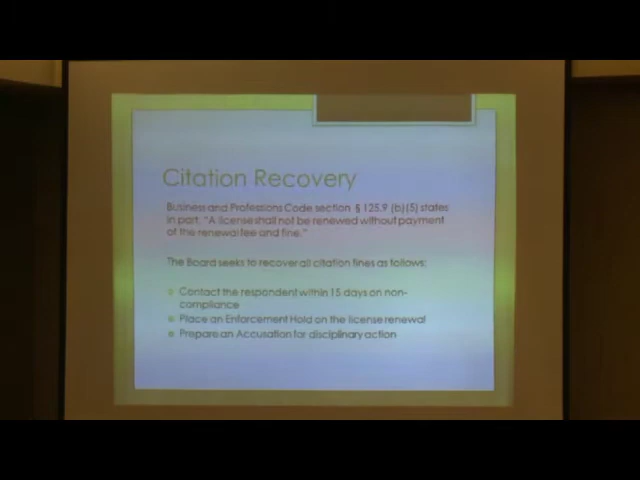 Citation Recovery
Business and Professions Code section § 125.9 (b)(5) states
in part, "A license shall not be renewed without payment
of the renewal fee and fine."
The Board seeks to recover all citation fines as follows:
Contact the respondent within 15 days on non-
compliance
Place an Enforcement Hold on the license renewal
Prepare an Accusation for disciplinary action